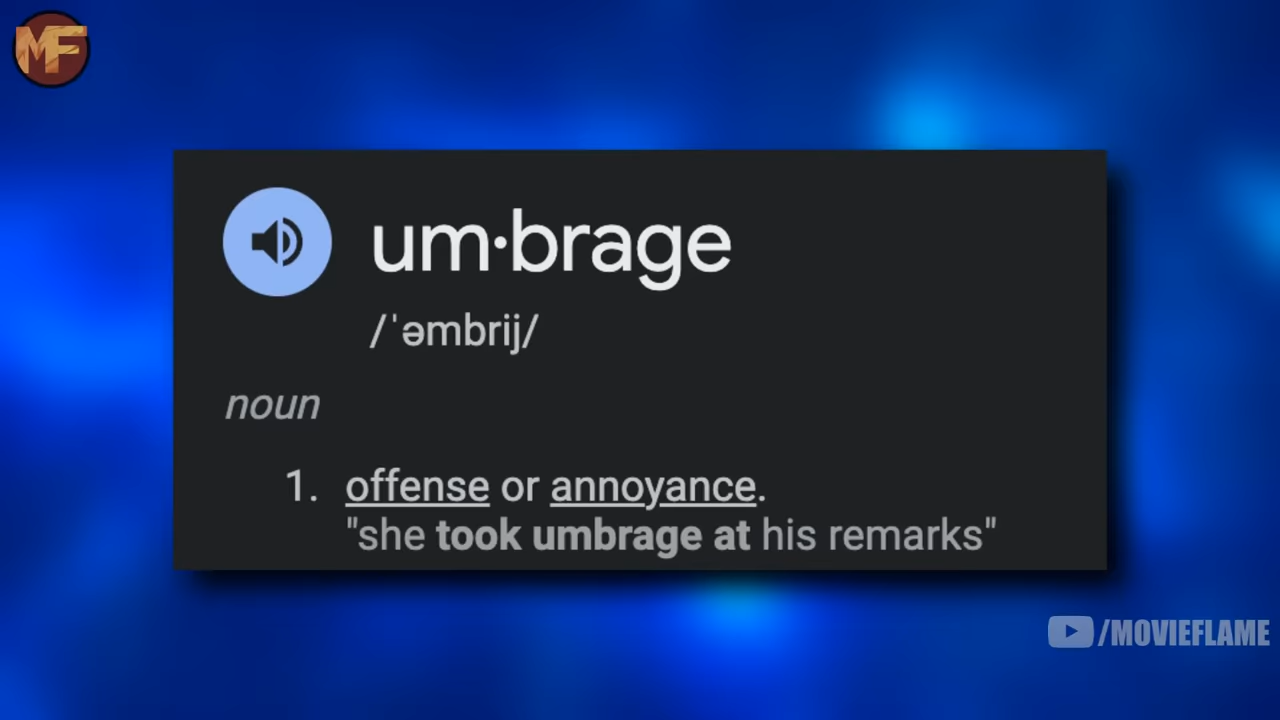 MF
um·brage
/ˈəmbrij/
noun
1. offense or annoyance.
"she took umbrage at his remarks"
/MOVIEFLAME